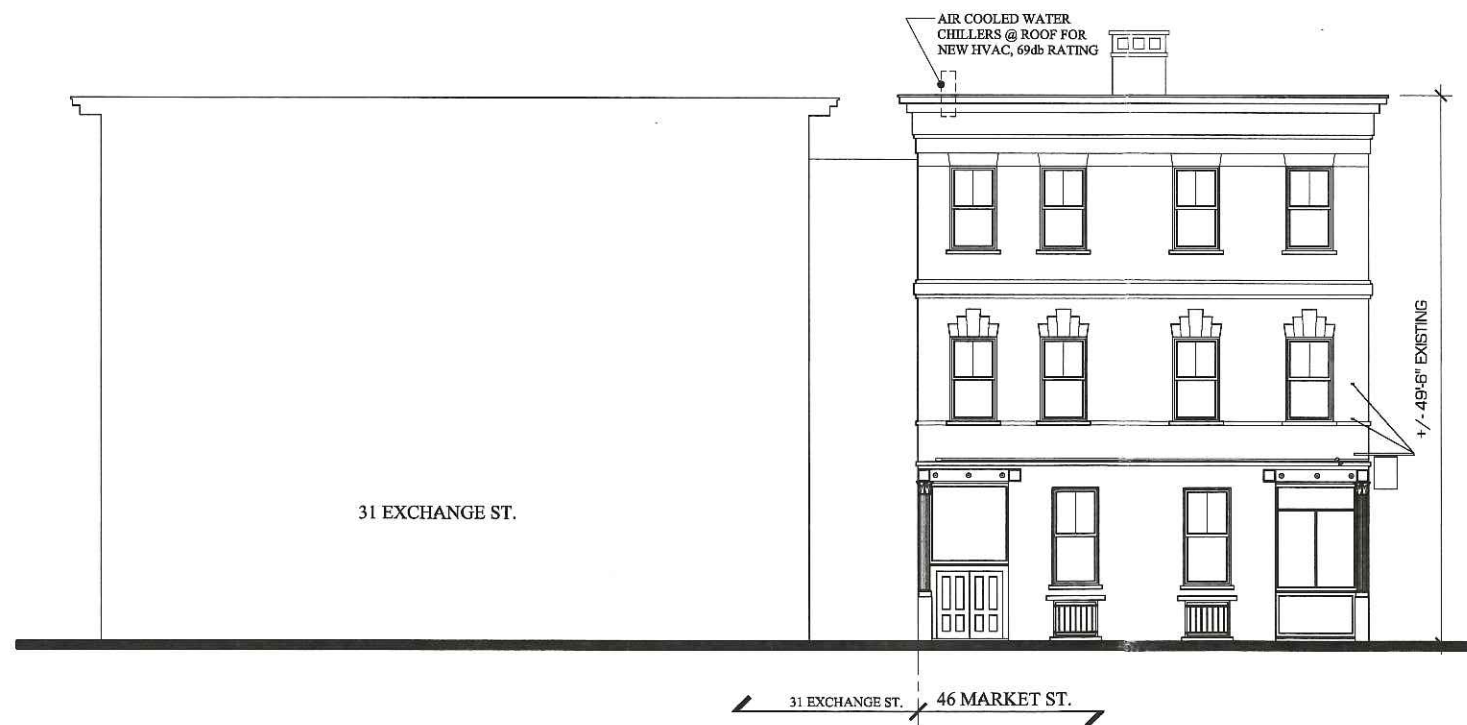 AIR COOLED WATER
CHILLERS @ ROOF FOR
NEW HVAC, 69db RATING
+/- 49'-6" EXISTING
31 EXCHANGE ST.
31 EXCHANGE ST.
46 MARKET ST.